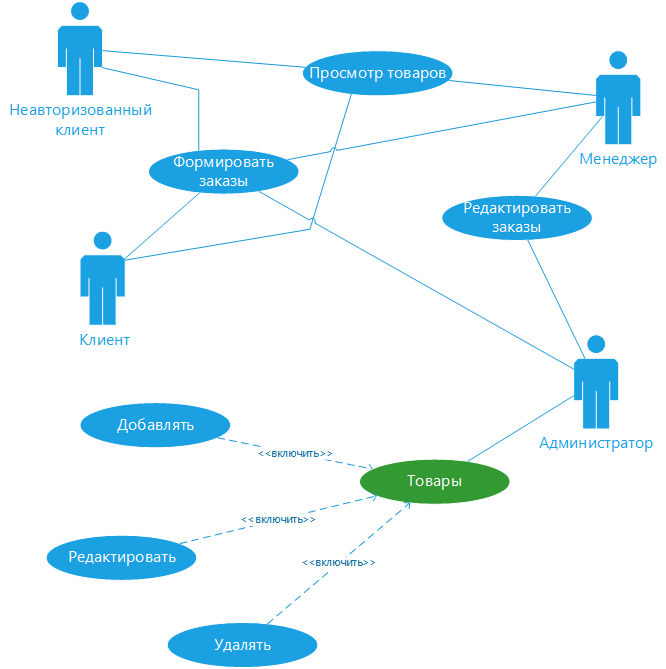 Просмотр товаров
Неавторизованный
клиент
Менеджер
Формировать
заказы
Редактировать
заказы
Клиент
Добавлять
Администратор
<<включить>>
Товары
<<включить>>
Редактировать
<<включить>>
Удалять